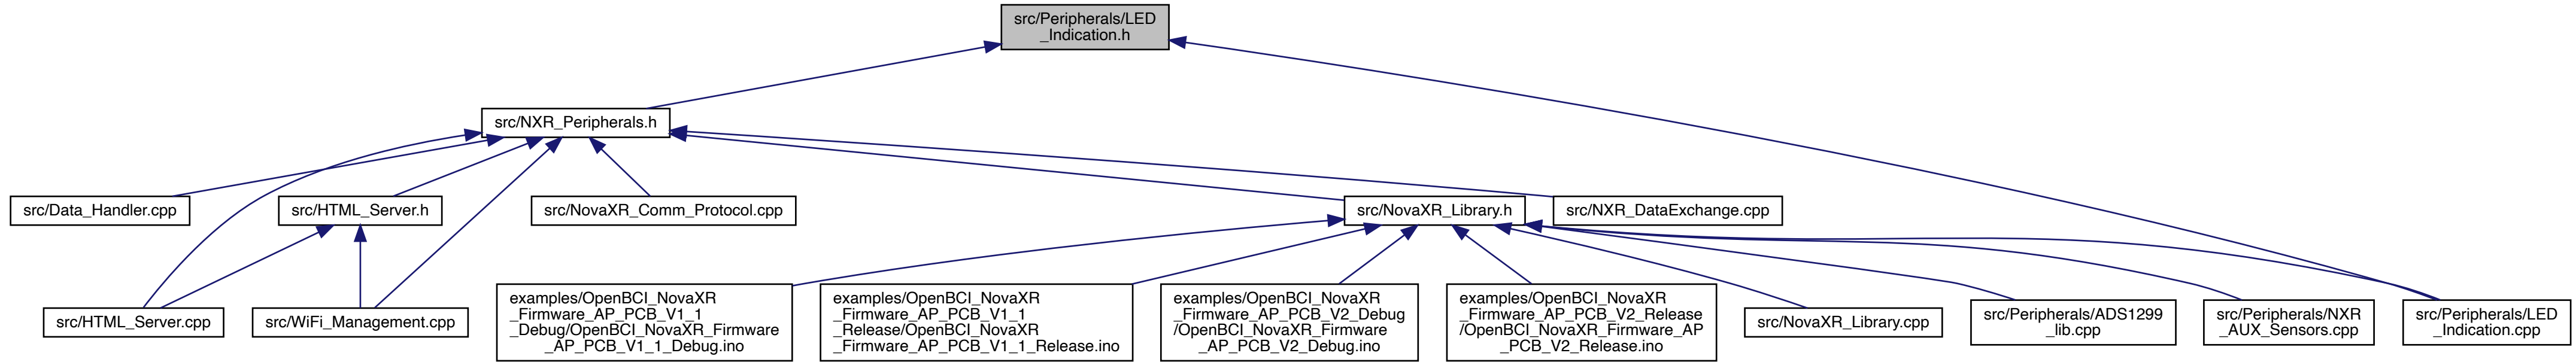 src/Peripherals/LED
_Indication.h
src/NXR_Peripherals.h
src/Data_Handler.cpp
src/HTML_Server.h
src/NovaXR_Comm_Protocol.cpp
src/NovaXR_Library.h
src/NXR_DataExchange.cpp
src/HTML_Server.cpp
src/WiFi_Management.cpp
examples/OpenBCI_NovaXR
_Firmware_AP_PCB_V1_1
_Debug/OpenBCI_NovaXR_Firmware
_AP_PCB_V1_1_Debug.ino
examples/OpenBCI_NovaXR
_Firmware_AP_PCB_V1_1
_Release/OpenBCI_NovaXR
_Firmware_AP_PCB_V1_1_Release.ino
examples/OpenBCI_NovaXR
_Firmware_AP_PCB_V2_Debug
/OpenBCI_NovaXR_Firmware
_AP_PCB_V2_Debug.ino
examples/OpenBCI_NovaXR
_Firmware_AP_PCB_V2_Release
/OpenBCI_NovaXR_Firmware_AP
_PCB_V2_Release.ino
src/NovaXR_Library.cpp
src/Peripherals/ADS1299
_lib.cpp
src/Peripherals/NXR
_AUX_Sensors.cpp
src/Peripherals/LED
_Indication.cpp